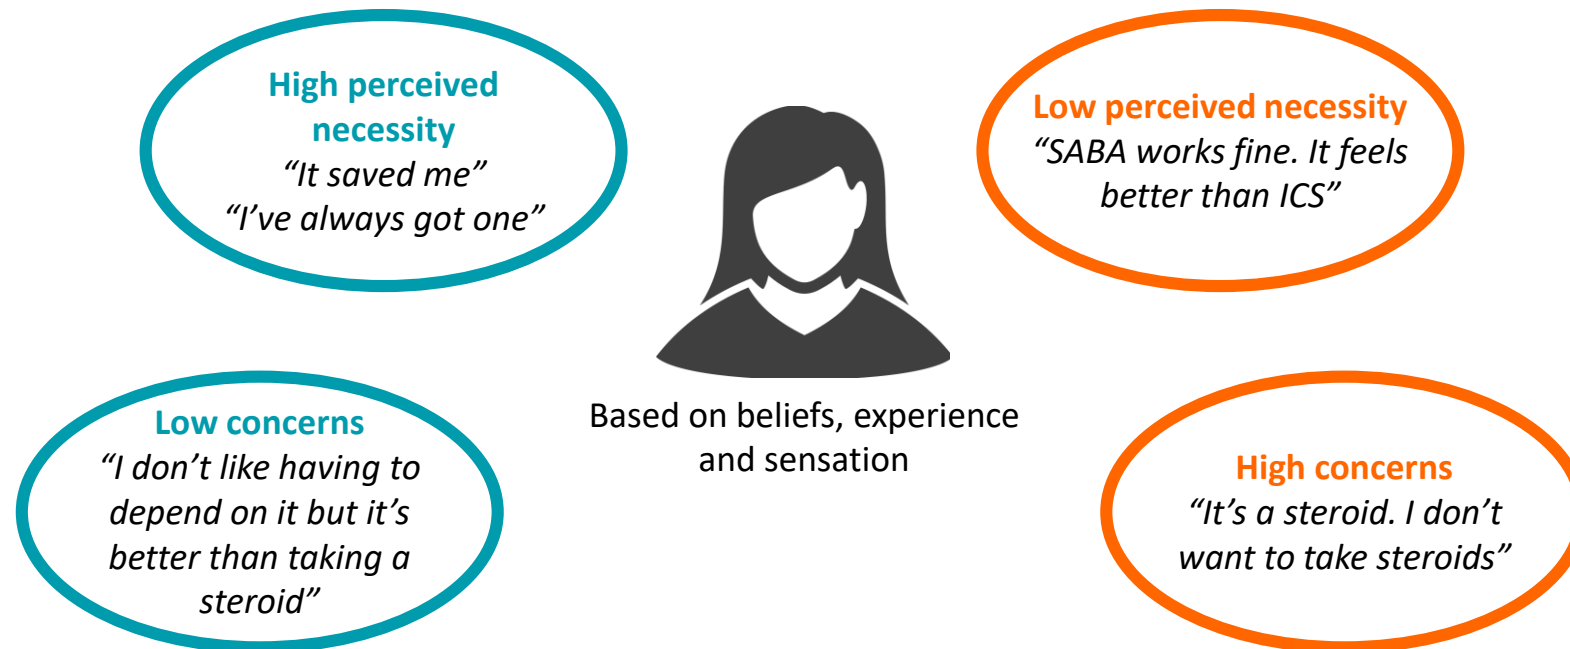 High perceived
necessity
“It saved me”
“I’ve always got one”
Low perceived necessity
“SABA works fine. It feels
better than ICS”
Based on beliefs, experience
and sensation
Low concerns
“I don’t like having to
depend on it but it’s
better than taking a
steroid”
High concerns
“It’s a steroid. I don’t
want to take steroids”